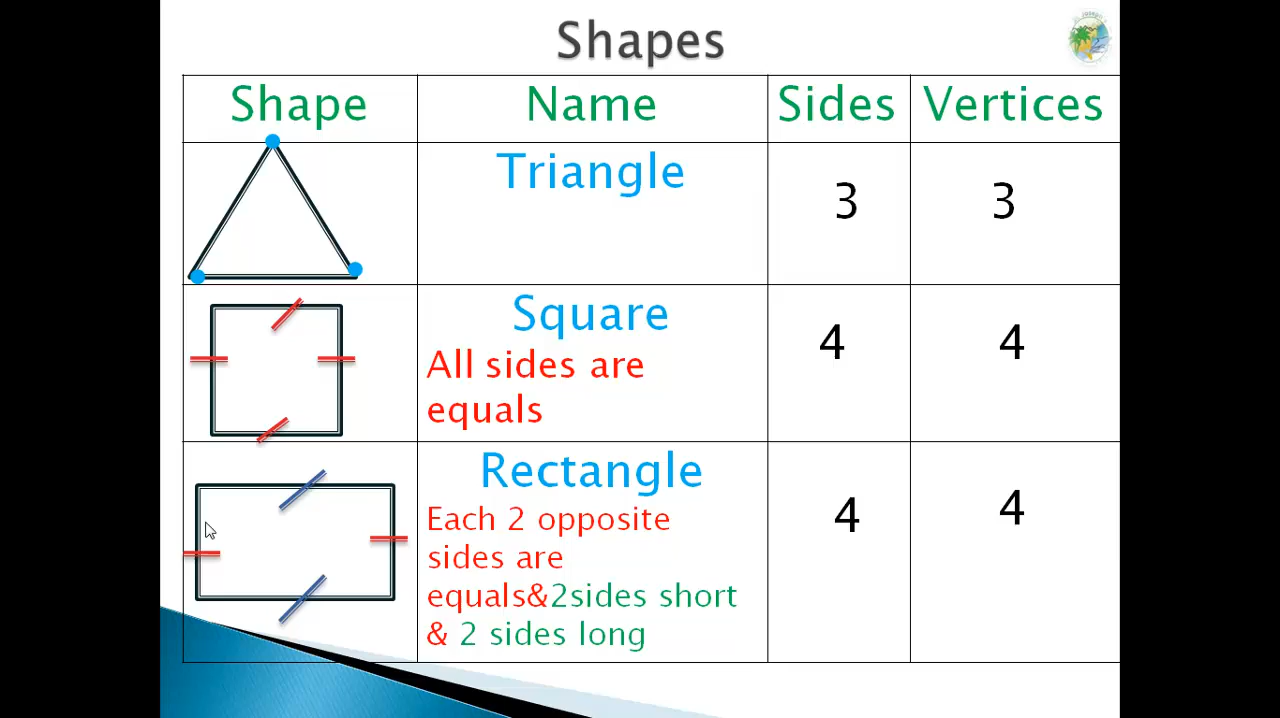 Shapes
Shape Name Sides Vertices
Triangle
3 3
Square
All sides are
equals
4 4
Rectangle
Each 2 opposite
sides are
equals&2sides short
& 2 sides long
4 4